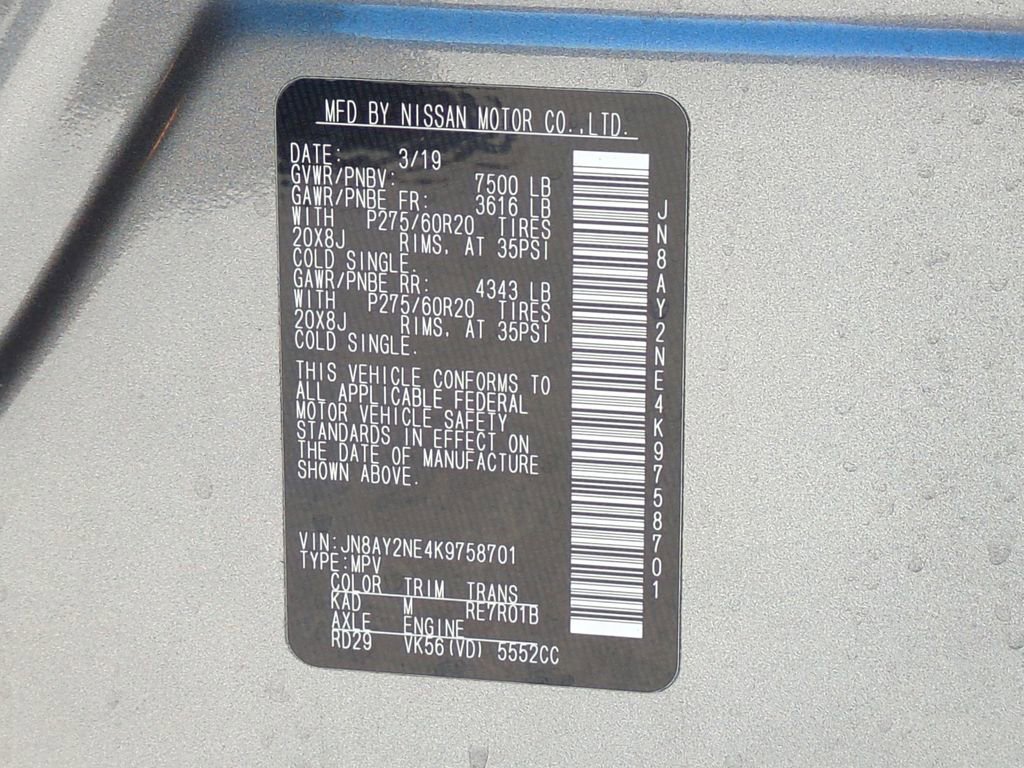 MFD BY NISSAN MOTOR CO.,LTD.
DATE: 3/19
GVWR/PNBV: 7500 LB
GAWR/PNBE FR: 3616 LB
WITH P275/60R20 TIRES
20X8J RIMS, AT 35PSI
COLD SINGLE.
GAWR/PNBE RR: 4343 LB
WITH P275/60R20 TIRES
20X8J RIMS, AT 35PSI
COLD SINGLE.
THIS VEHICLE CONFORMS TO
ALL APPLICABLE FEDERAL
MOTOR VEHICLE SAFETY
STANDARDS IN EFFECT ON
THE DATE OF MANUFACTURE
SHOWN ABOVE.
VIN:JN8AY2NE4K9758701
TYPE:MPV
COLOR TRIM TRANS
KAD M RE7R01B
AXLE ENGINE
RD29 VK56(VD) 5552CC
JN8AY2NE4K9758701